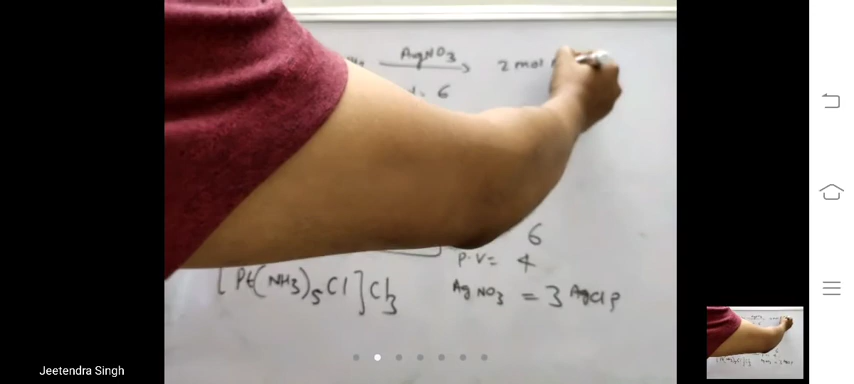 AgNO3
2 mol
6
6
P.V = 4
[Pt(NH3)5Cl]Cl3
AgNO3 = 3 AgCl P
Jeetendra Singh